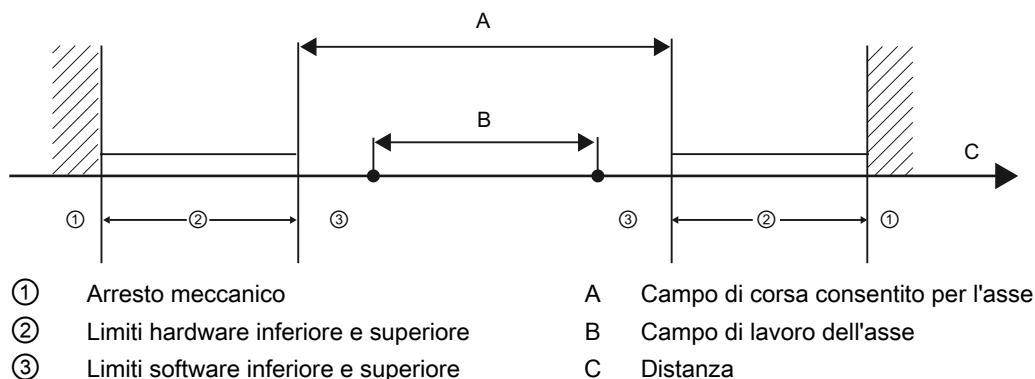 A
B
C
① ② ③ ③ ② ①
① Arresto meccanico A Campo di corsa consentito per l'asse
② Limiti hardware inferiore e superiore B Campo di lavoro dell'asse
③ Limiti software inferiore e superiore C Distanza